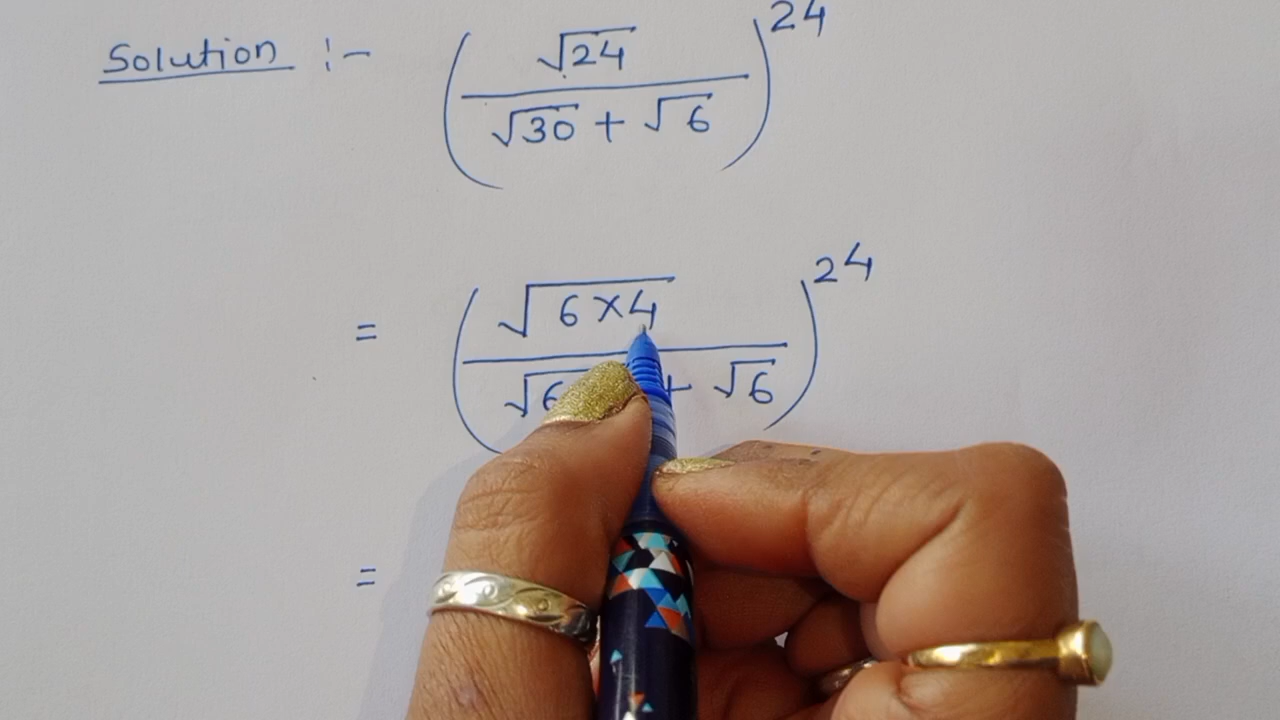 Solution :- (√24 / (√30 + √6))^24
= (√(6×4) / (√6 + √6))^24
=